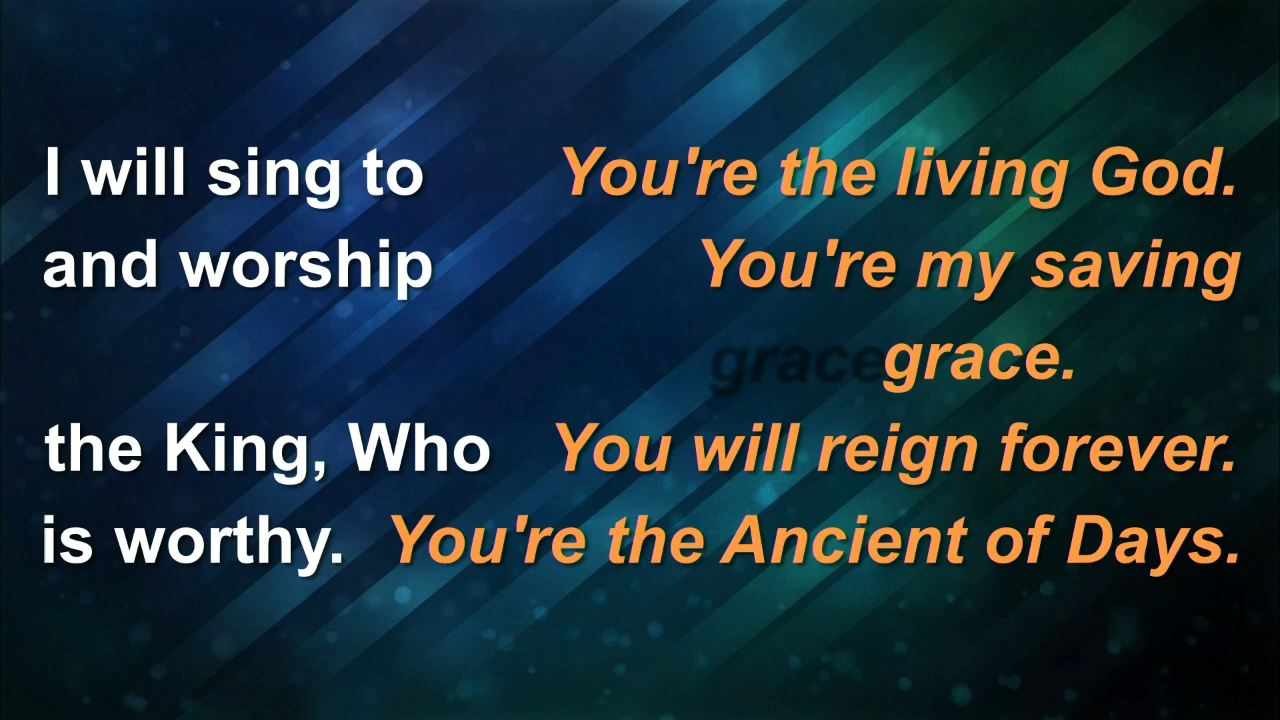 I will sing to You're the living God.
and worship You're my saving
grace grace.
the King, Who You will reign forever.
is worthy. You're the Ancient of Days.